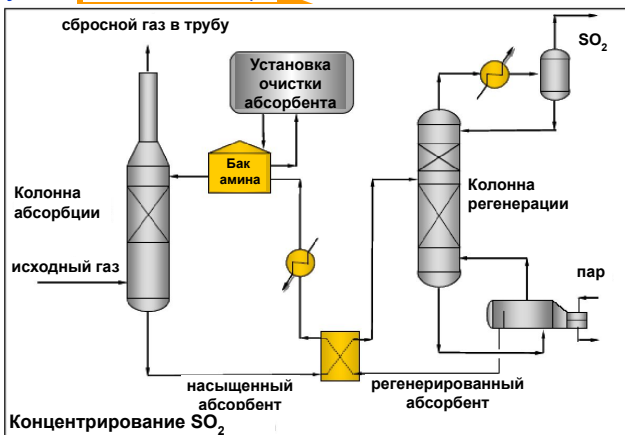 сбросной газ в трубу
SO2
Установка
очистки
абсорбента
Бак
амина
Колонна
абсорбции
Колонна
регенерации
исходный газ
пар
насыщенный
абсорбент
регенерированный
абсорбент
Концентрирование SO2